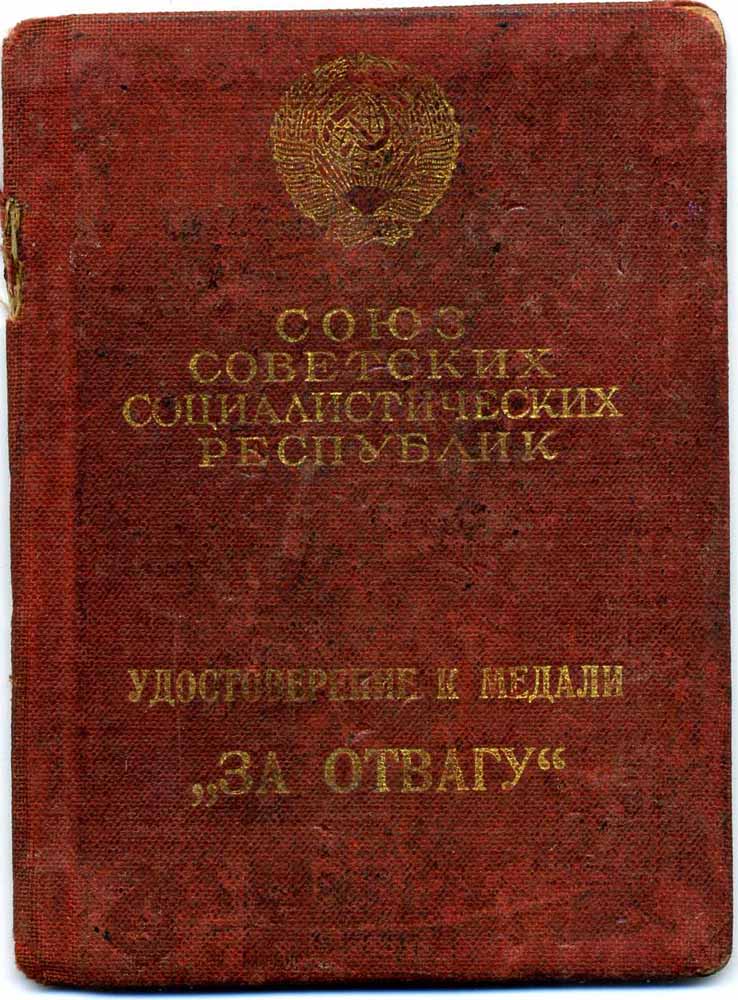 СОЮЗ
СОВЕТСКИХ
СОЦИАЛИСТИЧЕСКИХ
РЕСПУБЛИК
УДОСТОВЕРЕНИЕ К МЕДАЛИ
„ЗА ОТВАГУ“